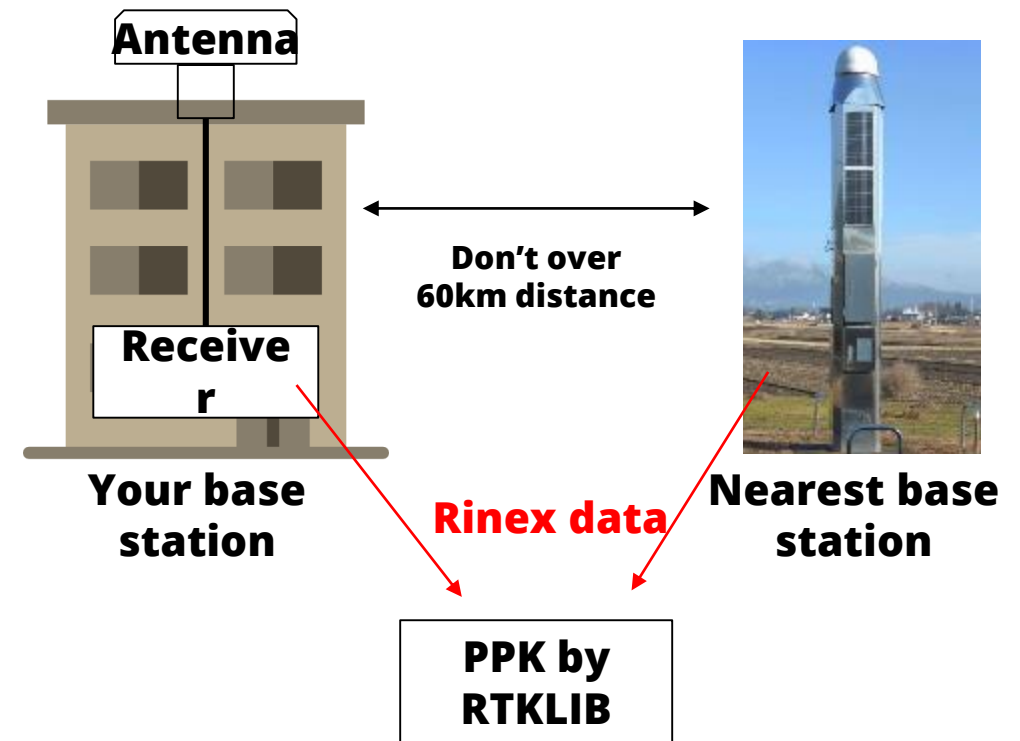 Antenna
Don’t over
60km distance
Receive
r
Your base
station
Rinex data
Nearest base
station
PPK by
RTKLIB